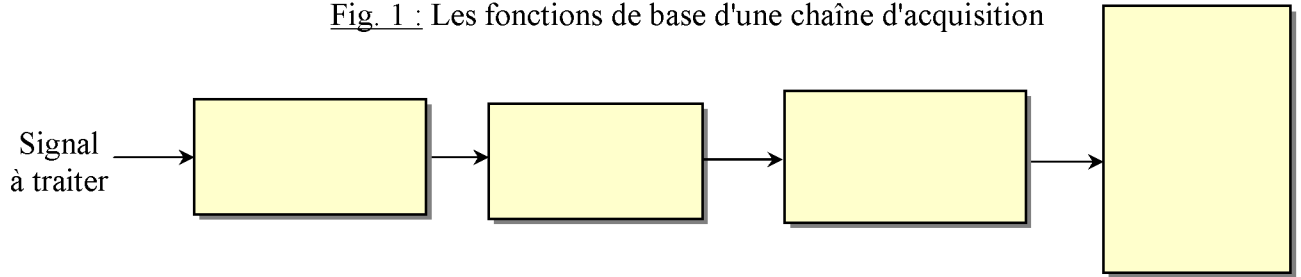 Fig. 1 : Les fonctions de base d'une chaîne d'acquisition
Signal
à traiter